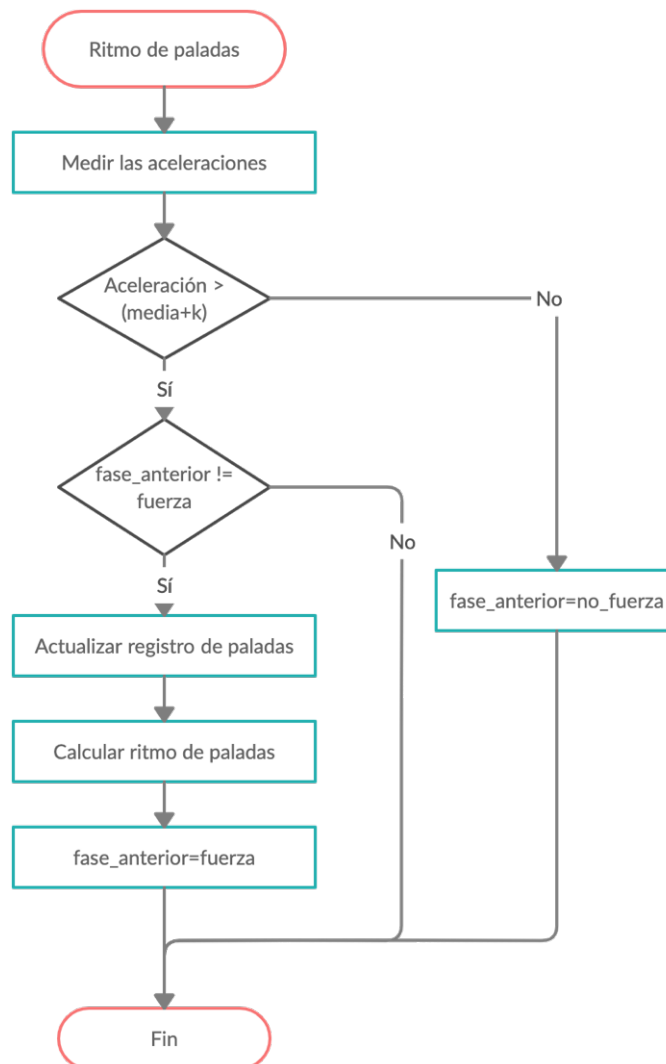 Ritmo de paladas
Medir las aceleraciones
Aceleración >
(media+k)
No
Sí
fase_anterior !=
fuerza
No
Sí
fase_anterior=no_fuerza
Actualizar registro de paladas
Calcular ritmo de paladas
fase_anterior=fuerza
Fin